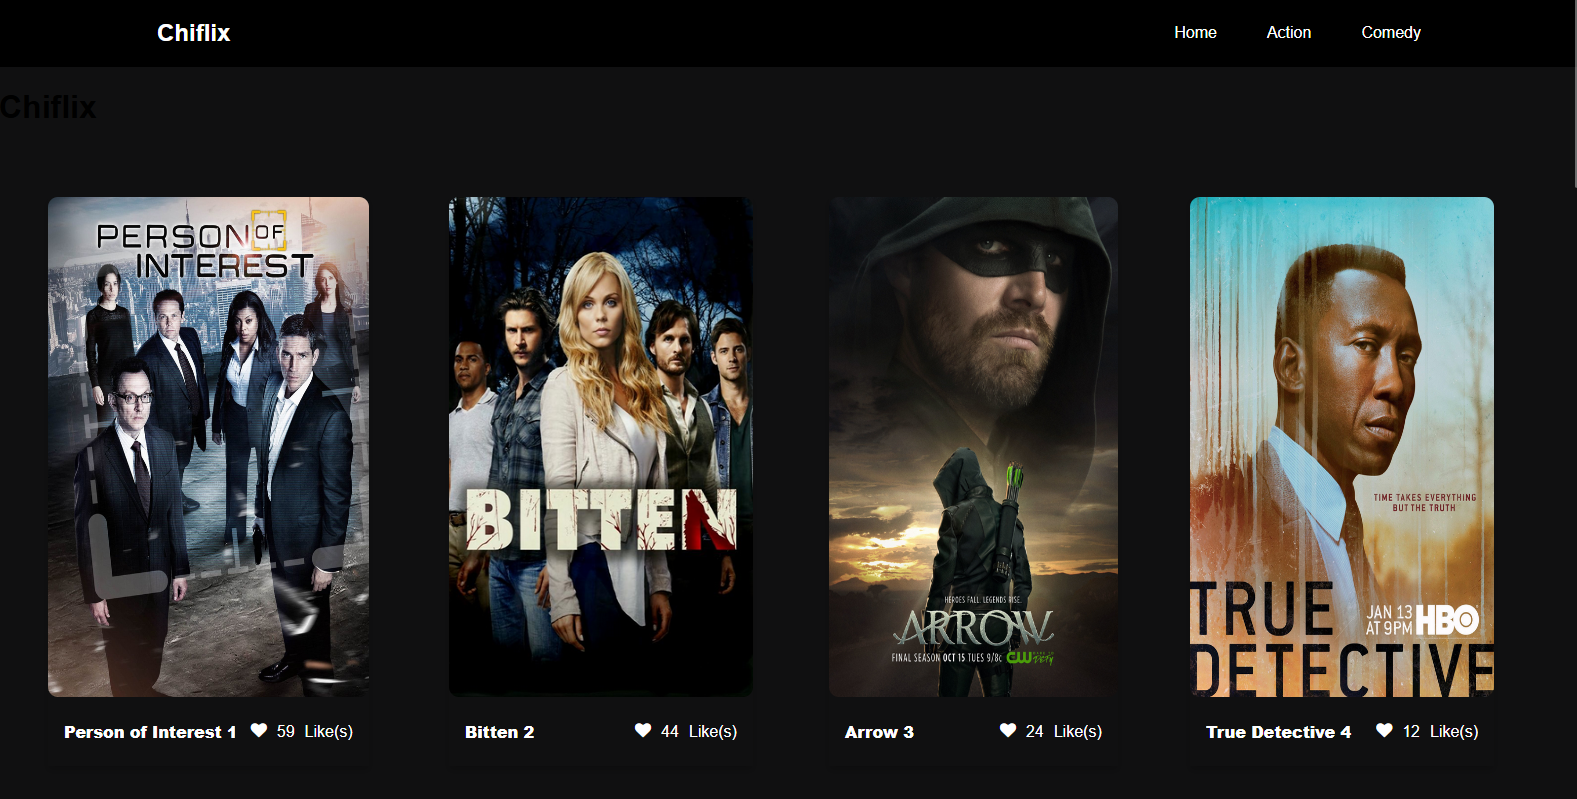 Chiflix
Home Action Comedy
Chiflix
PERSON OF
INTEREST
BITTEN
HEROES FALL. LEGENDS RISE.
ARROW
FINAL SEASON OCT 15 TUES 9/8c CW
TIME TAKES EVERYTHING
BUT THE TRUTH
JAN 13
AT 9PM HBO
TRUE
DETECTIVE
Person of Interest 1 59 Like(s)
Bitten 2 44 Like(s)
Arrow 3 24 Like(s)
True Detective 4 12 Like(s)